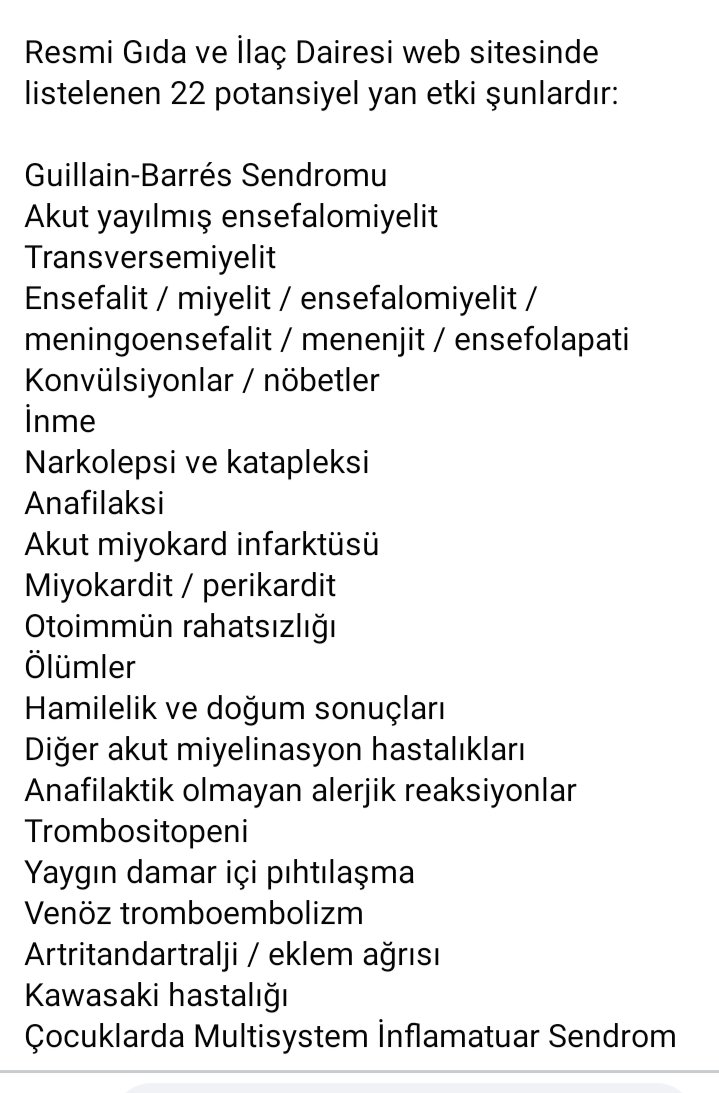 Resmi Gıda ve İlaç Dairesi web sitesinde
listelenen 22 potansiyel yan etki şunlardır:
Guillain-Barrés Sendromu
Akut yayılmış ensefalomiyelit
Transversemiyelit
Ensefalit / miyelit / ensefalomiyelit /
meningoensefalit / menenjit / ensefolapati
Konvülsiyonlar / nöbetler
İnme
Narkolepsi ve katapleksi
Anafilaksi
Akut miyokard infarktüsü
Miyokardit / perikardit
Otoimmün rahatsızlığı
Ölümler
Hamilelik ve doğum sonuçları
Diğer akut miyelinasyon hastalıkları
Anafilaktik olmayan alerjik reaksiyonlar
Trombositopeni
Yaygın damar içi pıhtılaşma
Venöz tromboembolizm
Artritandartralji / eklem ağrısı
Kawasaki hastalığı
Çocuklarda Multisystem İnflamatuar Sendrom